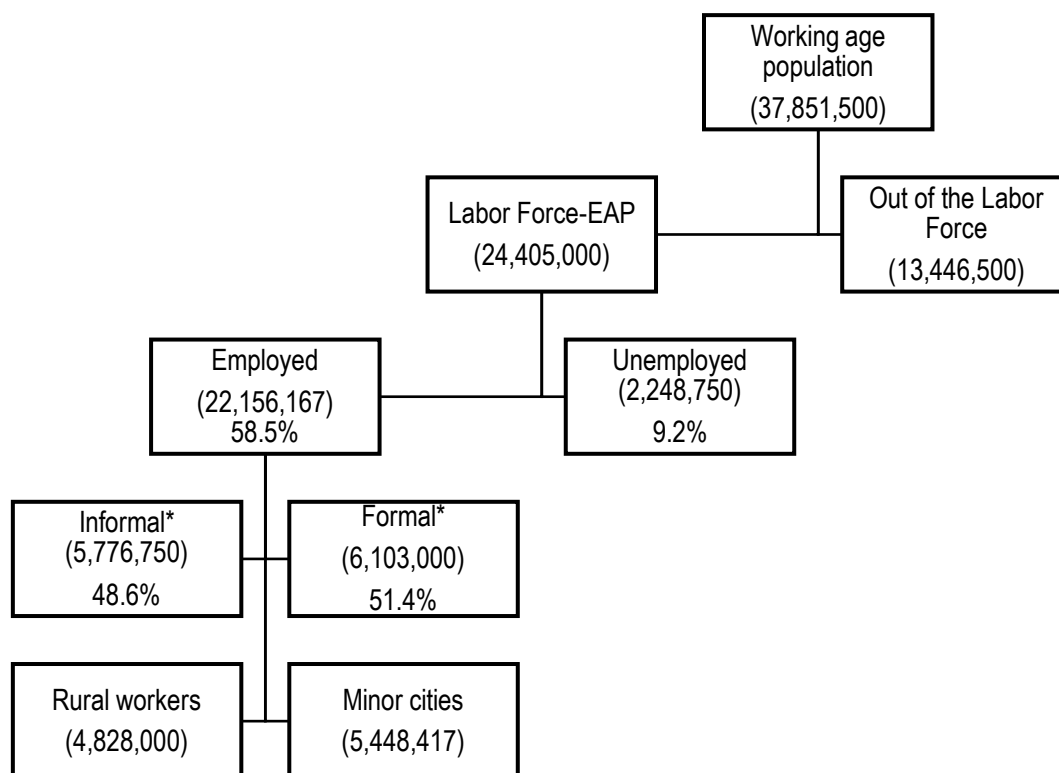 Working age
population
(37,851,500)
Labor Force-EAP
(24,405,000)
Out of the Labor
Force
(13,446,500)
Employed
(22,156,167)
58.5%
Unemployed
(2,248,750)
9.2%
Informal*
(5,776,750)
48.6%
Formal*
(6,103,000)
51.4%
Rural workers
(4,828,000)
Minor cities
(5,448,417)